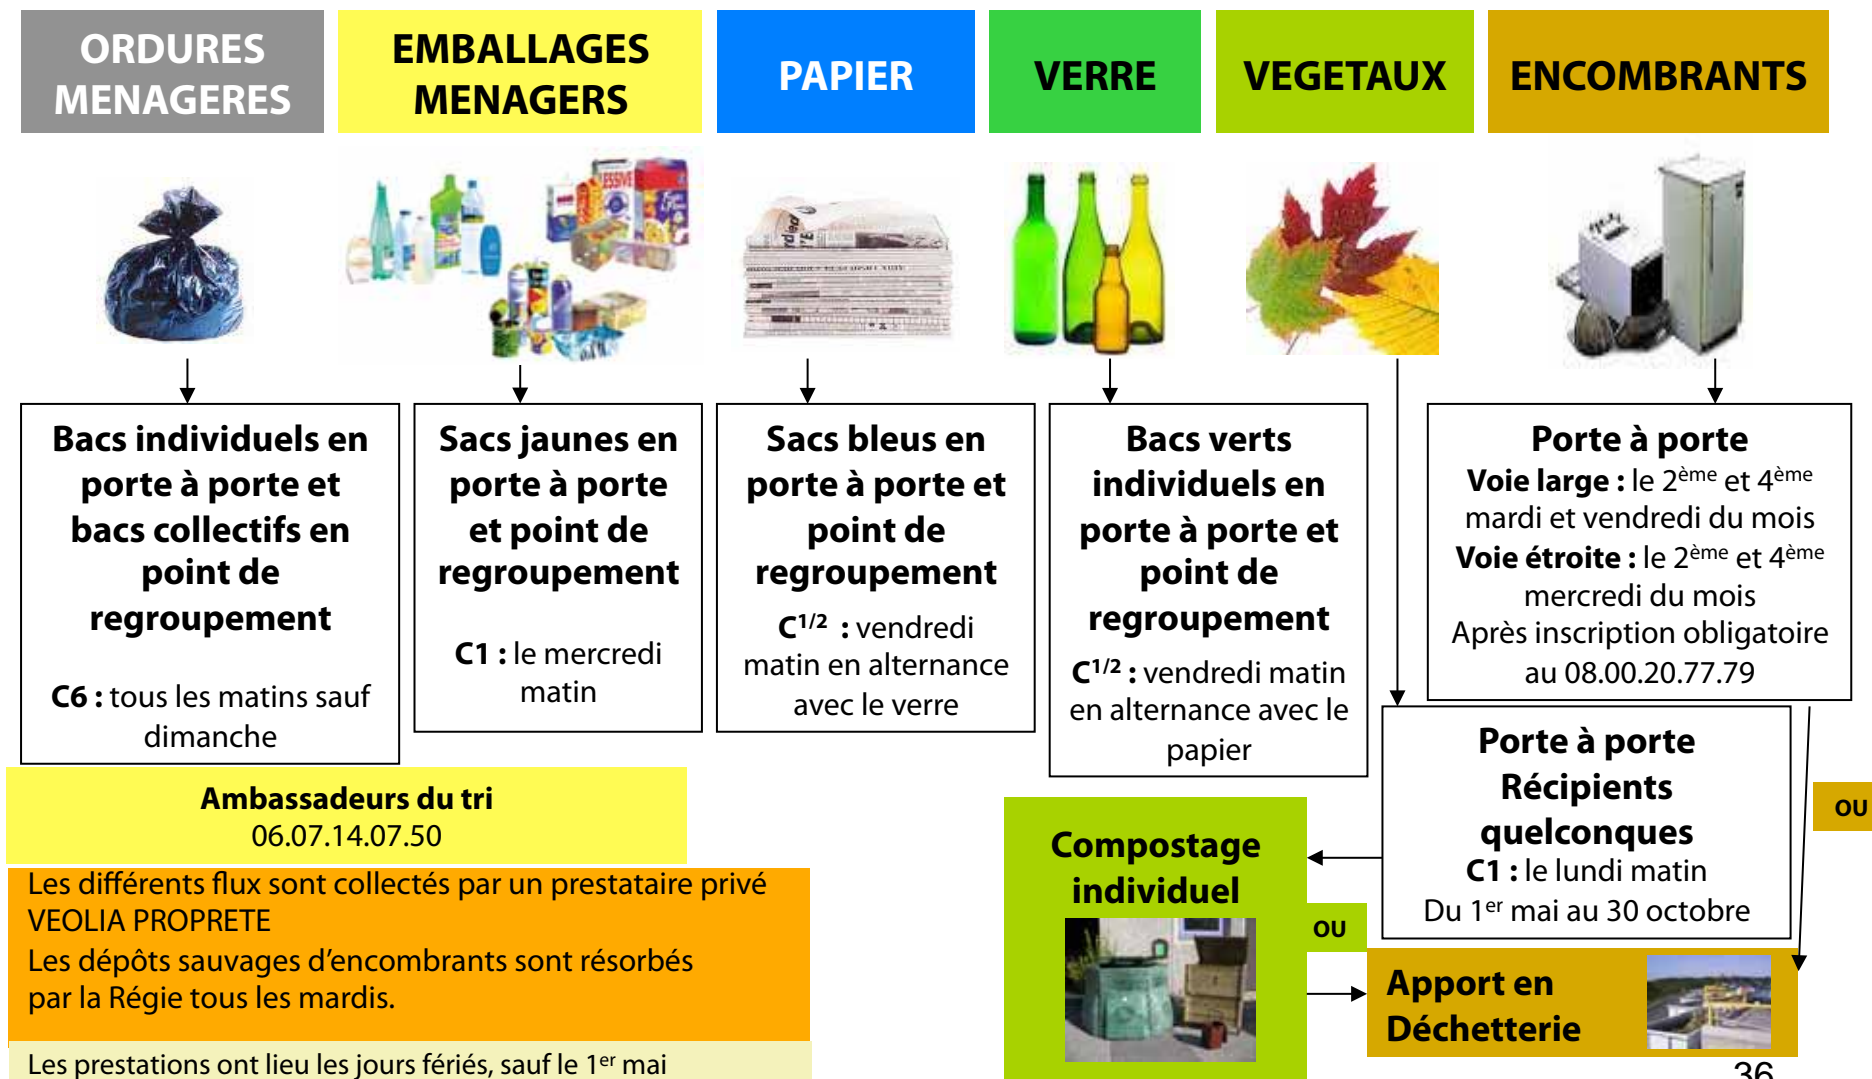 ORDURES
MENAGERES
EMBALLAGES
MENAGERS
PAPIER
VERRE
VEGETAUX
ENCOMBRANTS
Bacs individuels en
porte à porte et
bacs collectifs en
point de
regroupement
C6 : tous les matins sauf
dimanche
Sacs jaunes en
porte à porte
et point de
regroupement
C1 : le mercredi
matin
Sacs bleus en
porte à porte et
point de
regroupement
C1/2 : vendredi
matin en alternance
avec le verre
Bacs verts
individuels en
porte à porte et
point de
regroupement
C1/2 : vendredi matin
en alternance avec le
papier
Porte à porte
Voie large : le 2ème et 4ème
mardi et vendredi du mois
Voie étroite : le 2ème et 4ème
mercredi du mois
Après inscription obligatoire
au 08.00.20.77.79
Porte à porte
Récipients
quelconques
C1 : le lundi matin
Du 1er mai au 30 octobre
OU
Ambassadeurs du tri
06.07.14.07.50
Compostage
individuel
OU
Apport en
Déchetterie
Les différents flux sont collectés par un prestataire privé
VEOLIA PROPRETE
Les dépôts sauvages d’encombrants sont résorbés
par la Régie tous les mardis.
Les prestations ont lieu les jours fériés, sauf le 1er mai
36